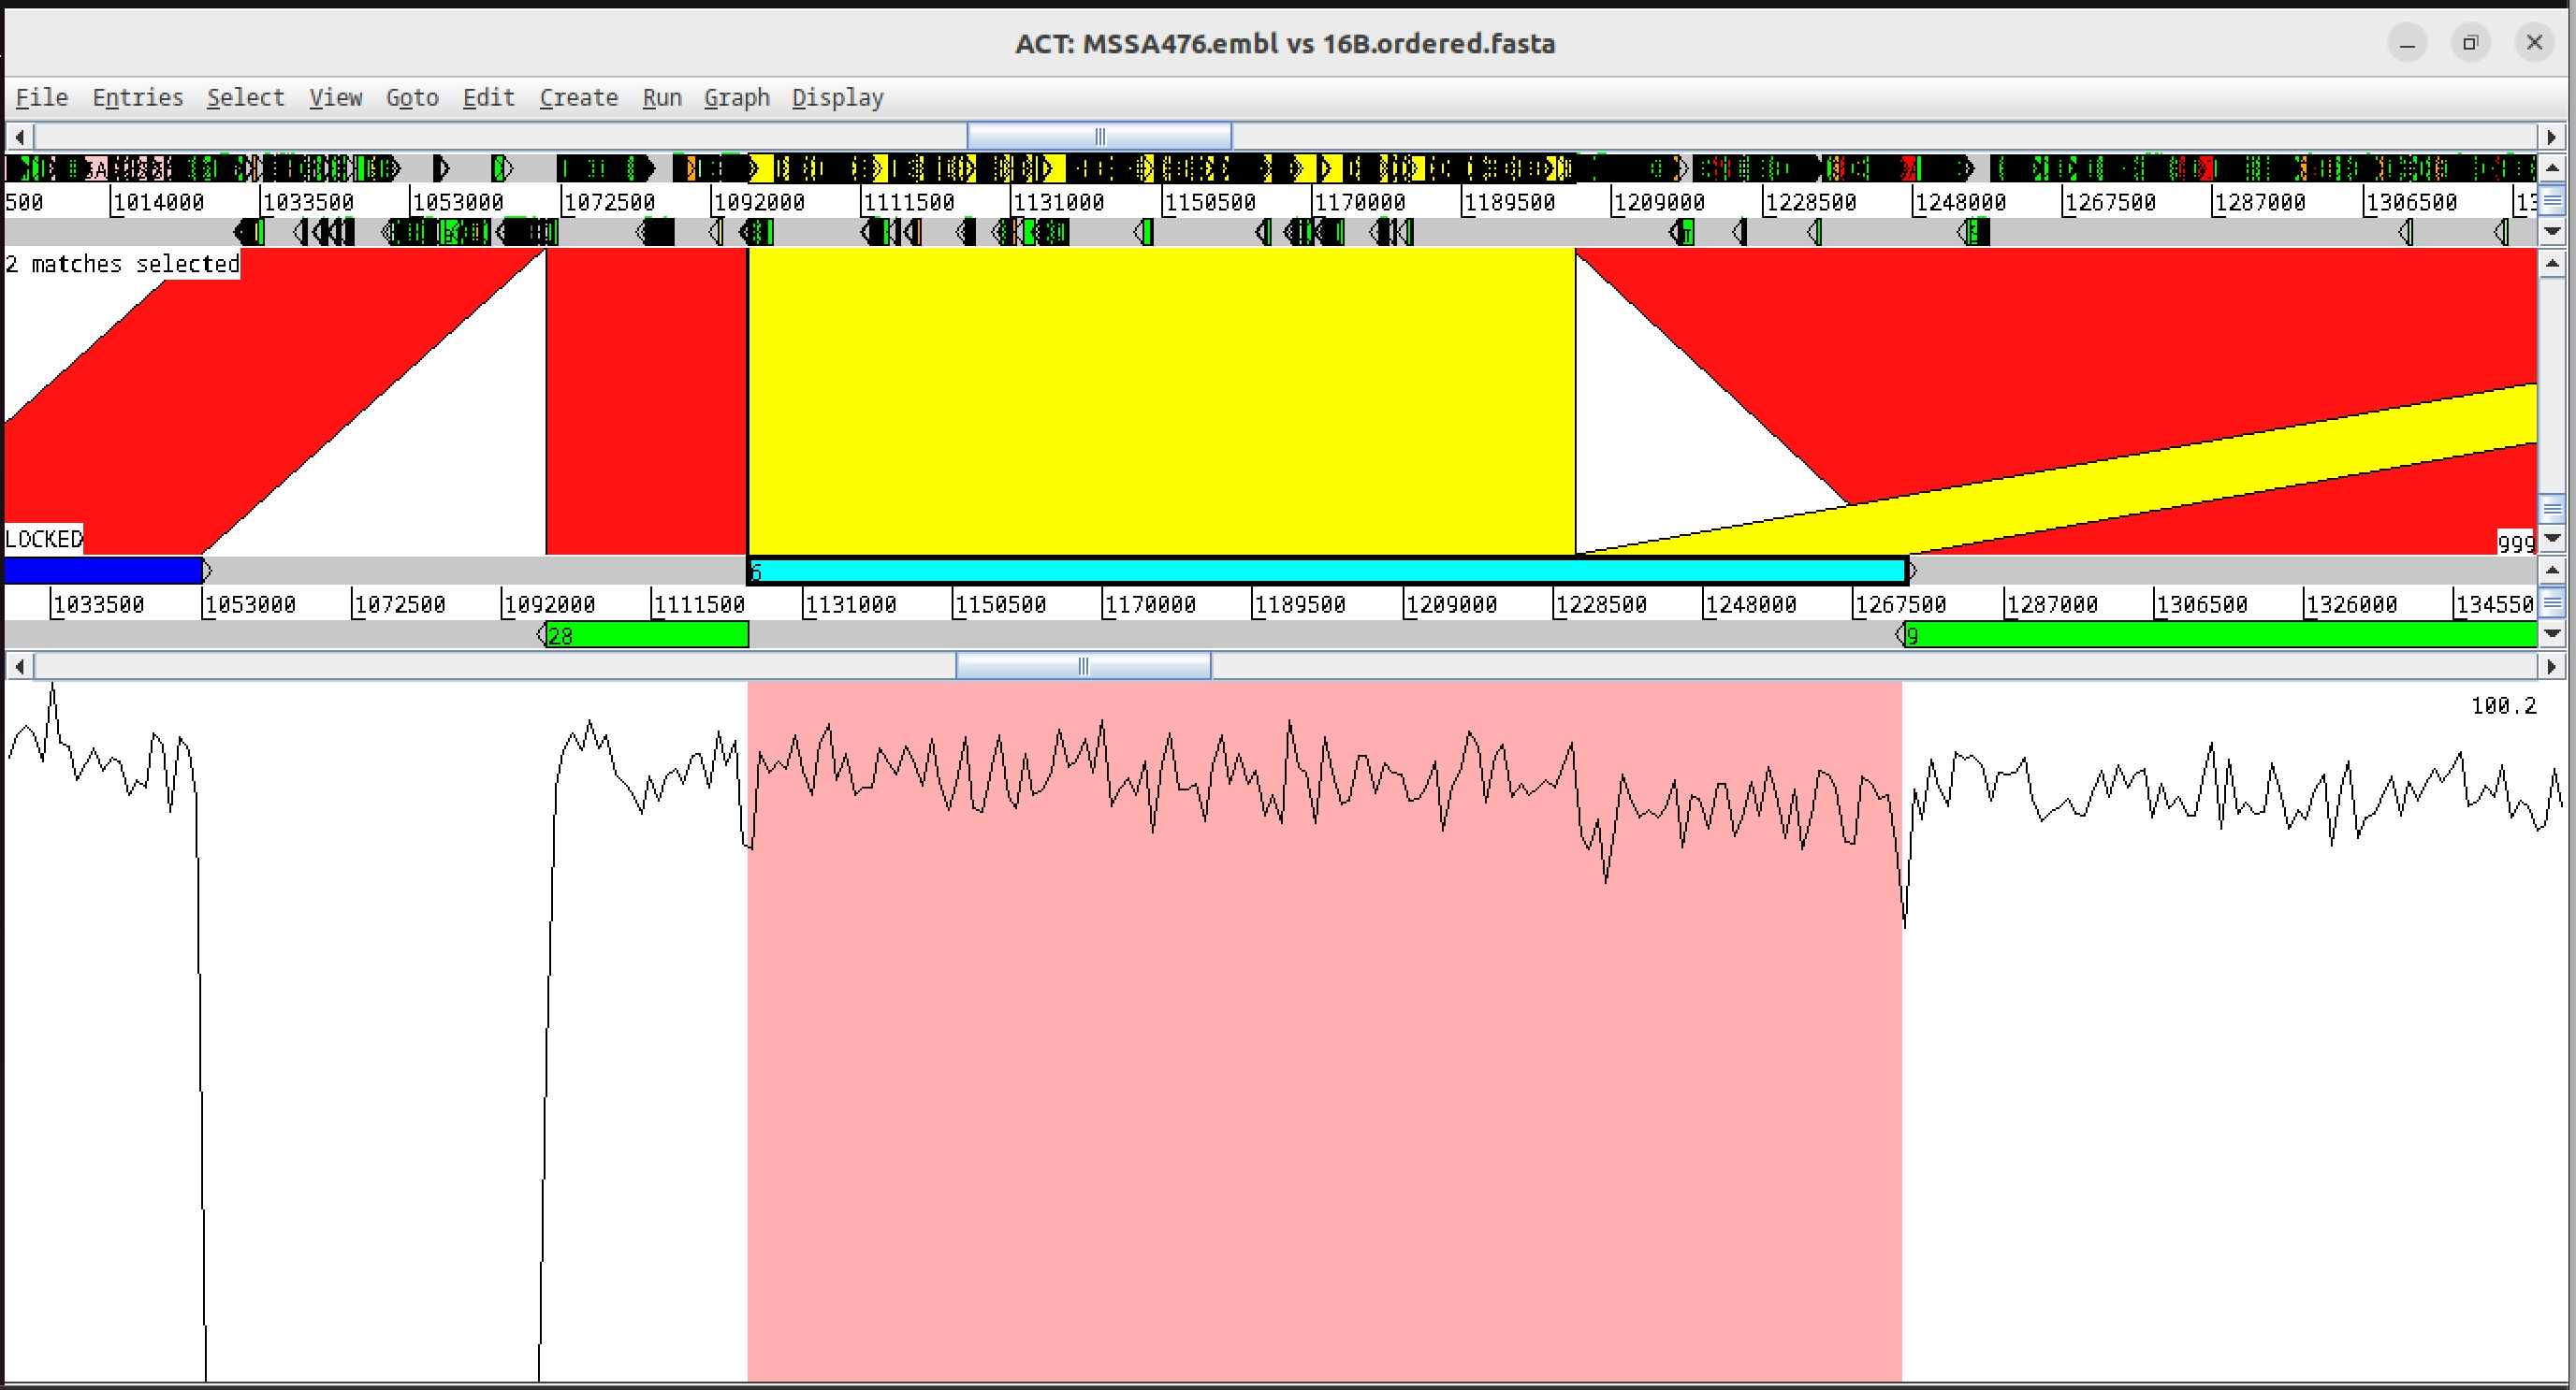 ACT: MSSA476.embl vs 16B.ordered.fasta
File Entries Select View Goto Edit Create Run Graph Display
500 1014000 1033500 1053000 1072500 1092000 1111500 1131000 1150500 1170000 1189500 1209000 1228500 1248000 1267500 1287000 1306500 13
2 matches selected
LOCKED 999
6
1033500 1053000 1072500 1092000 1111500 1131000 1150500 1170000 1189500 1209000 1228500 1248000 1267500 1287000 1306500 1326000 134550
28 9
100.2